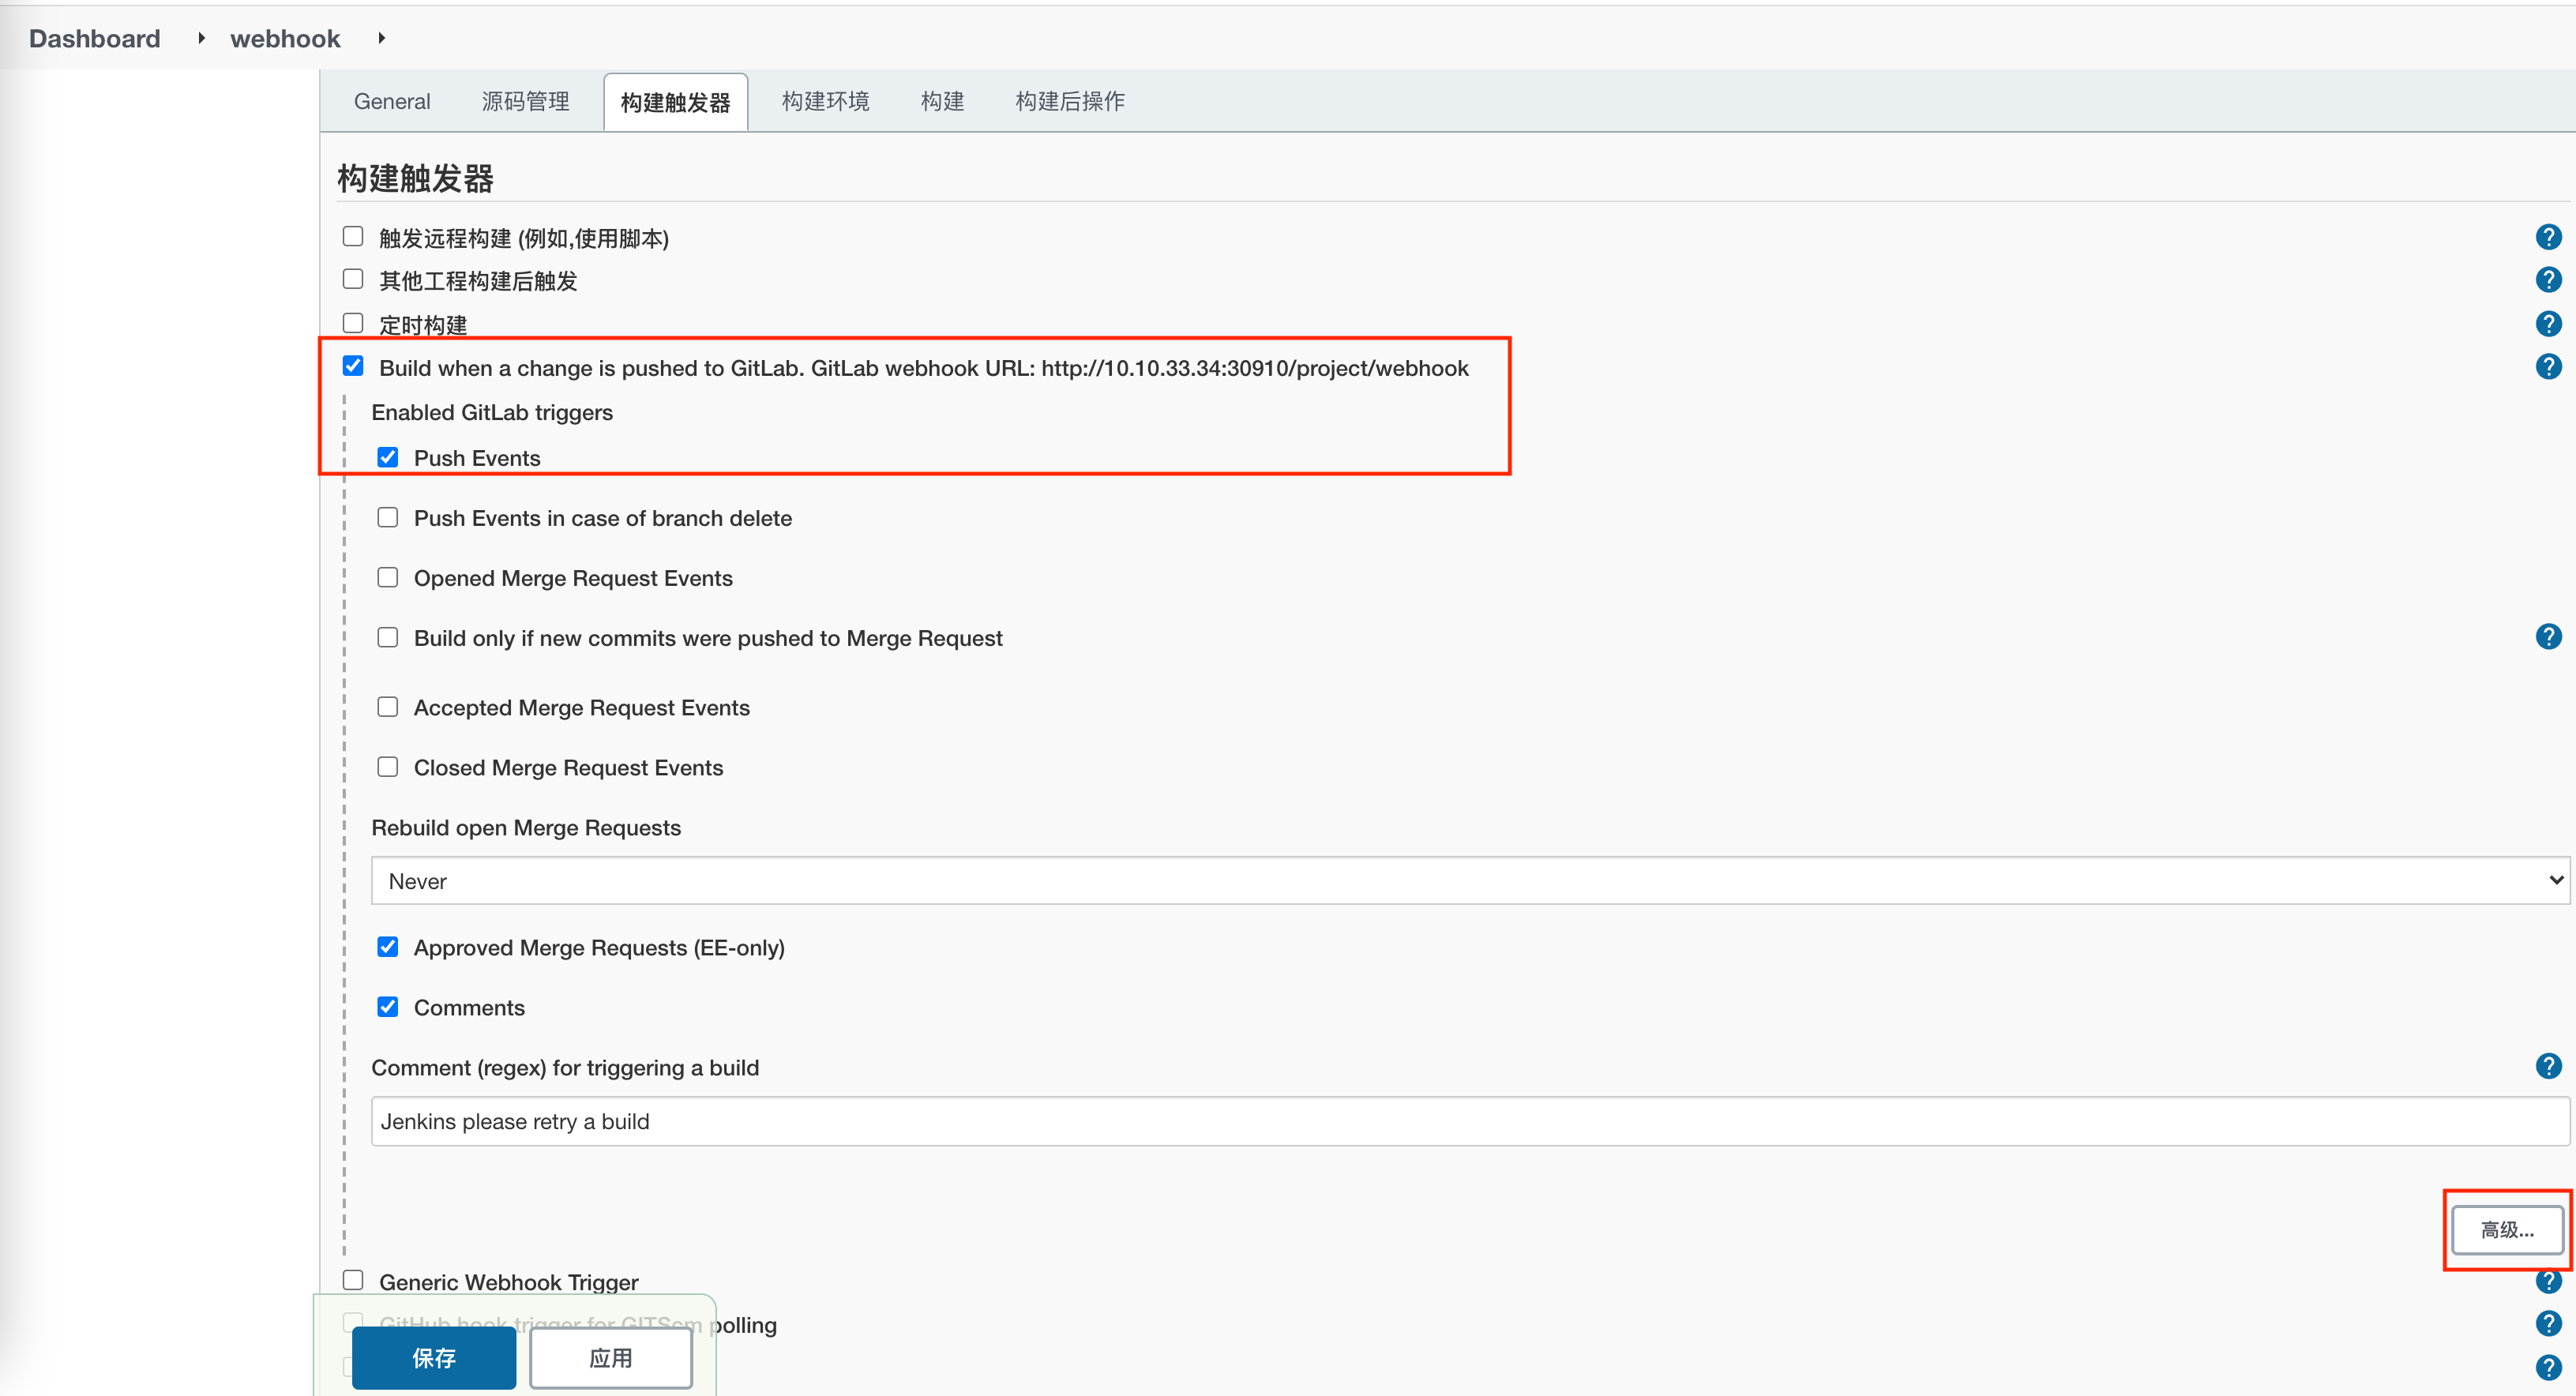 Dashboard webhook
General 源码管理 构建触发器 构建环境 构建 构建后操作
构建触发器
触发远程构建 (例如,使用脚本)
其他工程构建后触发
定时构建
Build when a change is pushed to GitLab. GitLab webhook URL: http://10.10.33.34:30910/project/webhook
Enabled GitLab triggers
Push Events
Push Events in case of branch delete
Opened Merge Request Events
Build only if new commits were pushed to Merge Request
Accepted Merge Request Events
Closed Merge Request Events
Rebuild open Merge Requests
Never
Approved Merge Requests (EE-only)
Comments
Comment (regex) for triggering a build
Jenkins please retry a build
高级...
Generic Webhook Trigger
GitHub hook trigger for GITScm polling
保存 应用